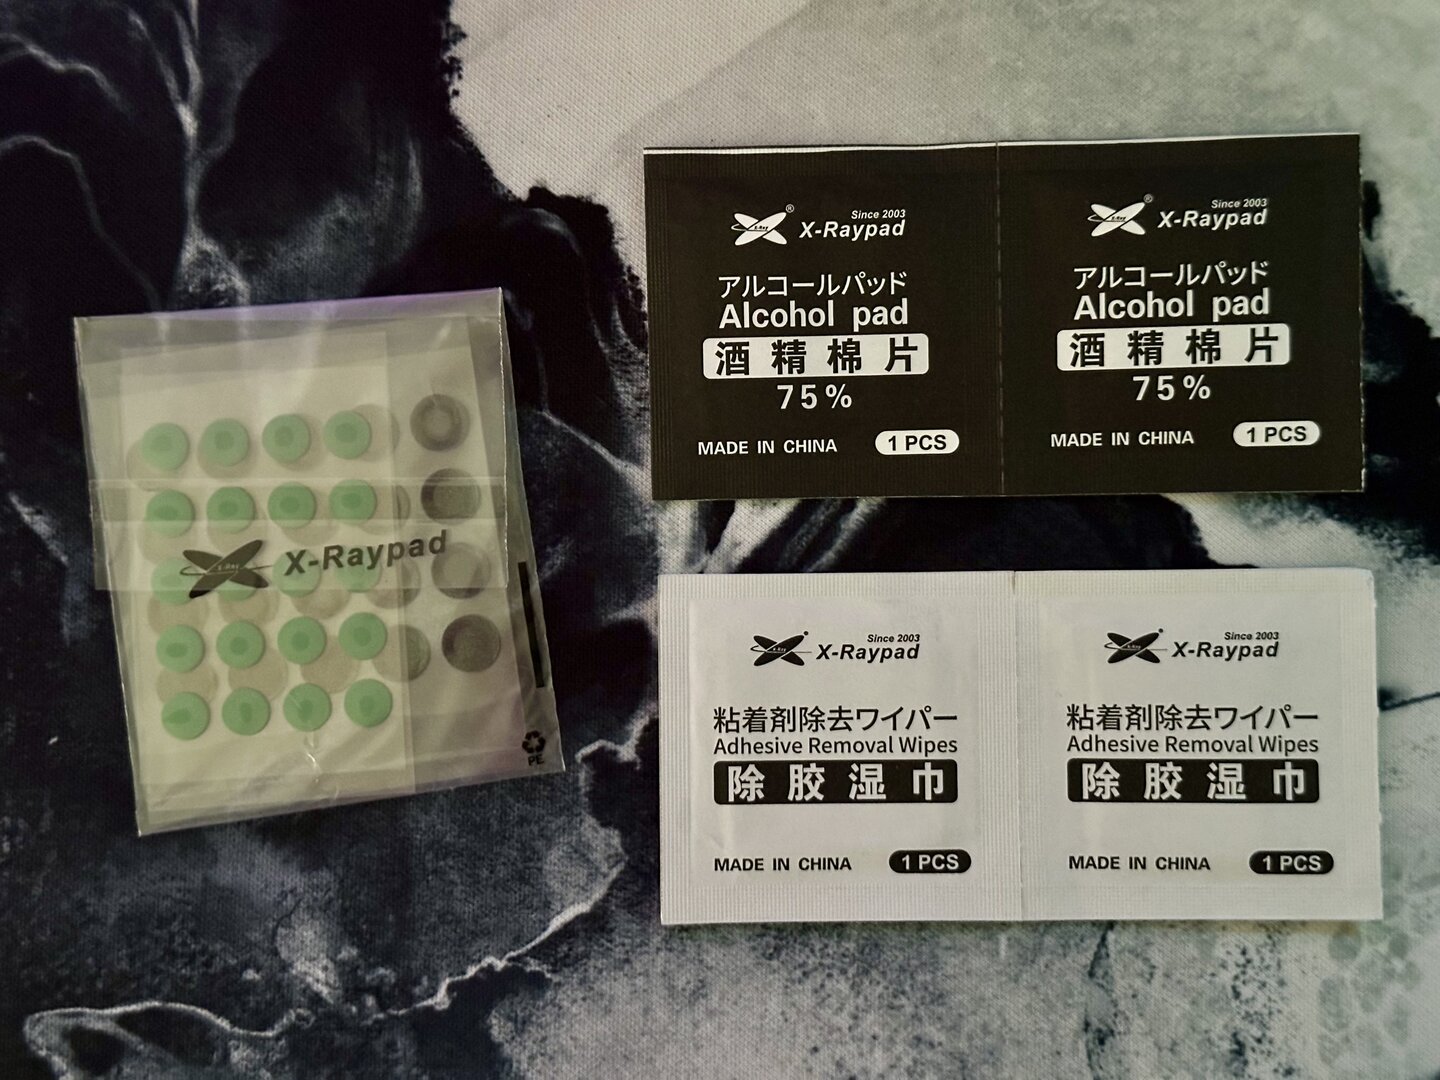 X-Ray
X-Raypad
PE
X-Ray
®
Since 2003
X-Raypad
アルコールパッド
Alcohol pad
酒精棉片
75%
MADE IN CHINA
1 PCS
X-Ray
®
Since 2003
X-Raypad
アルコールパッド
Alcohol pad
酒精棉片
75%
MADE IN CHINA
1 PCS
X-Ray
Since 2003
X-Raypad
粘着剤除去ワイパー
Adhesive Removal Wipes
除胶湿巾
MADE IN CHINA
1 PCS
X-Ray
Since 2003
X-Raypad
粘着剤除去ワイパー
Adhesive Removal Wipes
除胶湿巾
MADE IN CHINA
1 PCS